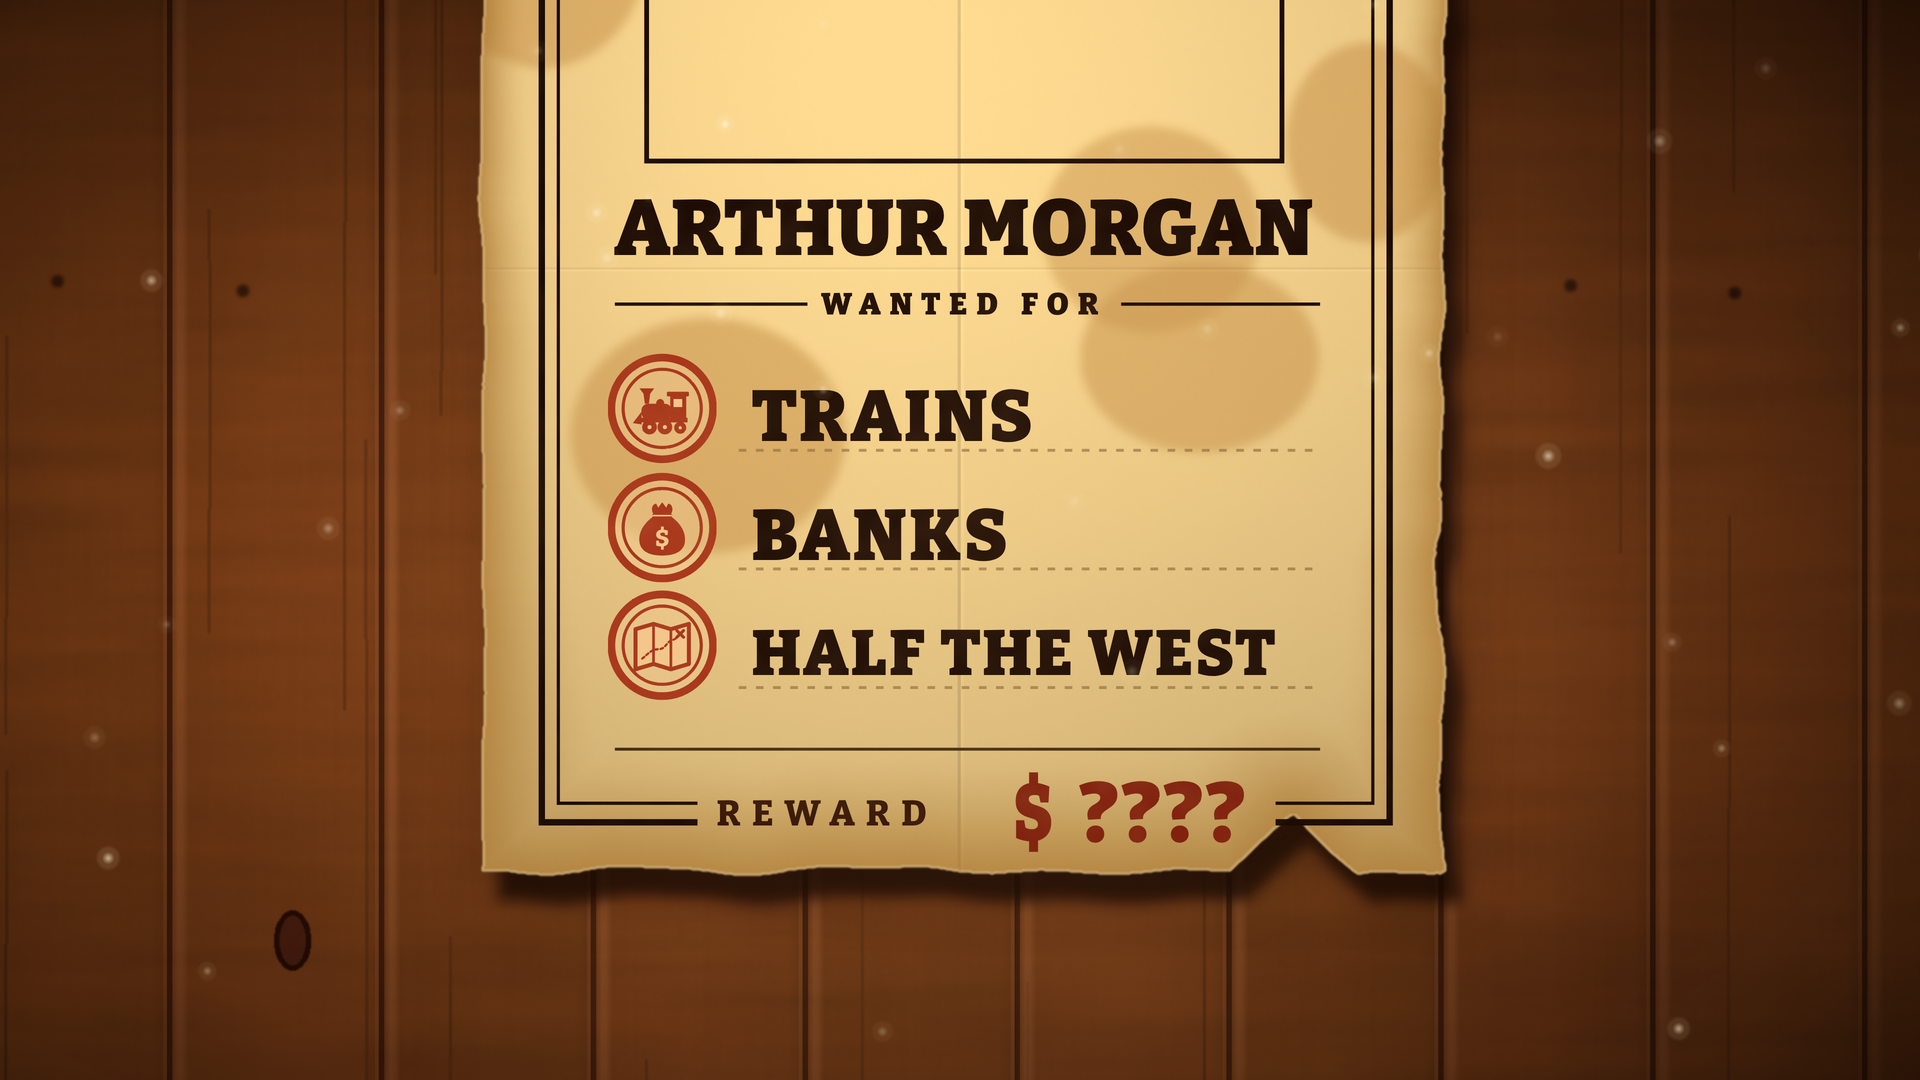 ARTHUR MORGAN
WANTED FOR
TRAINS
$
BANKS
HALF THE WEST
REWARD $ ????